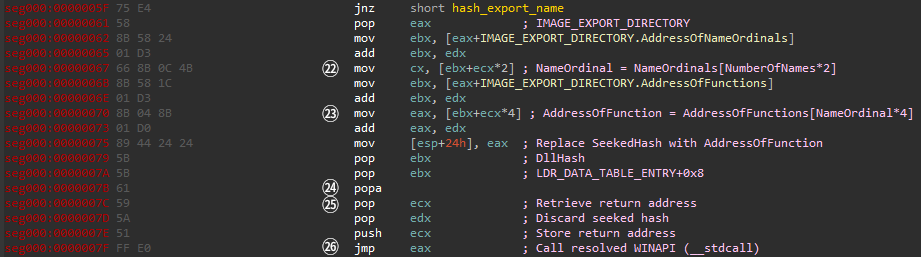 seg000:0000005F 75 E4 jnz short hash_export_name
seg000:00000061 58 pop eax ; IMAGE_EXPORT_DIRECTORY
seg000:00000062 8B 58 24 mov ebx, [eax+IMAGE_EXPORT_DIRECTORY.AddressOfNameOrdinals]
seg000:00000065 01 D3 add ebx, edx
seg000:00000067 66 8B 0C 4B ㉒ mov cx, [ebx+ecx*2] ; NameOrdinal = NameOrdinals[NumberOfNames*2]
seg000:0000006B 8B 58 1C mov ebx, [eax+IMAGE_EXPORT_DIRECTORY.AddressOfFunctions]
seg000:0000006E 01 D3 add ebx, edx
seg000:00000070 8B 04 8B ㉓ mov eax, [ebx+ecx*4] ; AddressOfFunction = AddressOfFunctions[NameOrdinal*4]
seg000:00000073 01 D0 add eax, edx
seg000:00000075 89 44 24 24 mov [esp+24h], eax ; Replace SeekedHash with AddressOfFunction
seg000:00000079 5B pop ebx ; DllHash
seg000:0000007A 5B pop ebx ; LDR_DATA_TABLE_ENTRY+0x8
seg000:0000007B 61 ㉔ popa
seg000:0000007C 59 ㉕ pop ecx ; Retrieve return address
seg000:0000007D 5A pop edx ; Discard seeked hash
seg000:0000007E 51 push ecx ; Store return address
seg000:0000007F FF E0 ㉖ jmp eax ; Call resolved WINAPI (__stdcall)